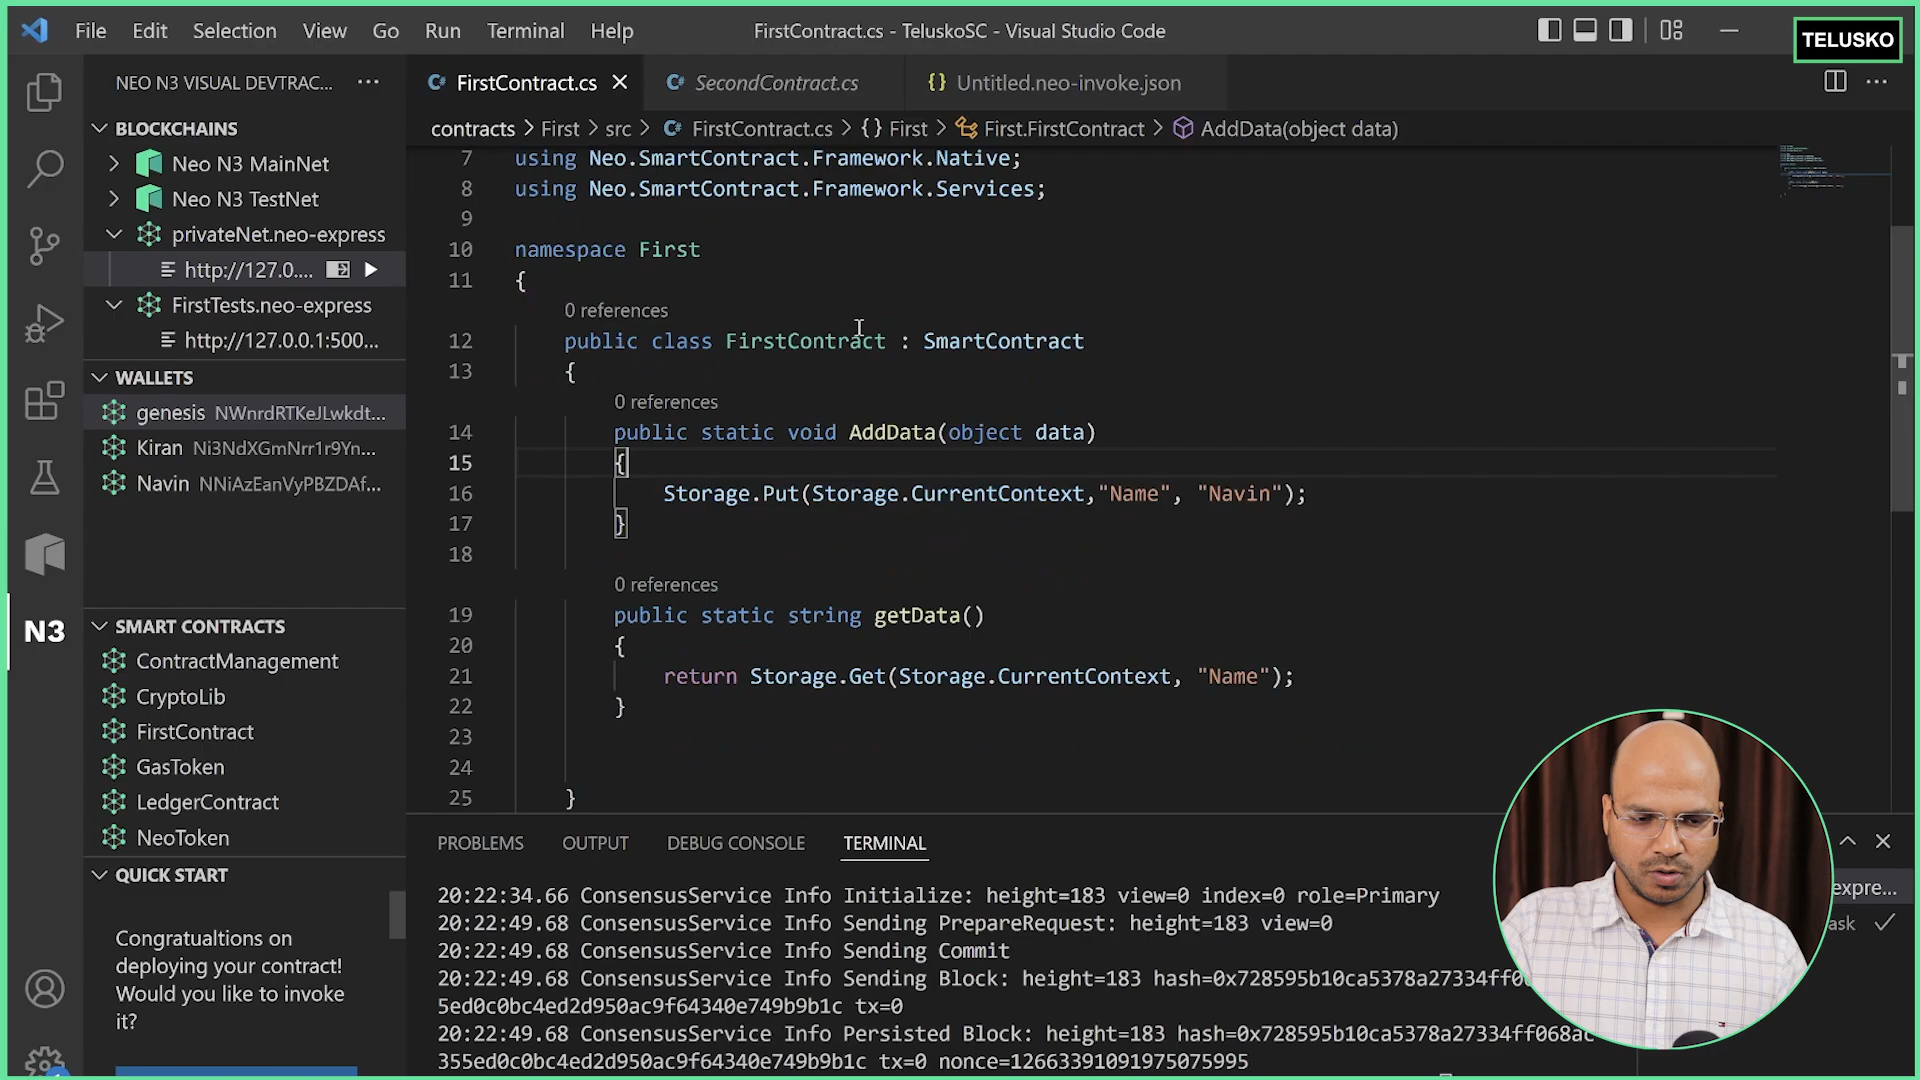 File Edit Selection View Go Run Terminal Help FirstContract.cs - TeluskoSC - Visual Studio Code
TELUSKO
NEO N3 VISUAL DEVTRAC... ···
FirstContract.cs SecondContract.cs {} Untitled.neo-invoke.json
contracts > First > src > FirstContract.cs > {} First > First.FirstContract > AddData(object data)
BLOCKCHAINS
Neo N3 MainNet
Neo N3 TestNet
privateNet.neo-express
http://127.0....
FirstTests.neo-express
http://127.0.0.1:500...
WALLETS
genesis NWnrdRTKeJLwkdt...
Kiran Ni3NdXGmNrr1r9Yn...
Navin NNiAzEanVyPBZDAf...
N3
SMART CONTRACTS
ContractManagement
CryptoLib
FirstContract
GasToken
LedgerContract
NeoToken
QUICK START
Congratualtions on
deploying your contract!
Would you like to invoke
it?
7 using Neo.SmartContract.Framework.Native;
8 using Neo.SmartContract.Framework.Services;
9
10 namespace First
11 {
0 references
12 public class FirstContract : SmartContract
13 {
0 references
14 public static void AddData(object data)
15 {
16 Storage.Put(Storage.CurrentContext,"Name", "Navin");
17 }
18
0 references
19 public static string getData()
20 {
21 return Storage.Get(Storage.CurrentContext, "Name");
22 }
23
24
25 }
PROBLEMS OUTPUT DEBUG CONSOLE TERMINAL
20:22:34.66 ConsensusService Info Initialize: height=183 view=0 index=0 role=Primary
20:22:49.68 ConsensusService Info Sending PrepareRequest: height=183 view=0
20:22:49.68 ConsensusService Info Sending Commit
20:22:49.68 ConsensusService Info Sending Block: height=183 hash=0x728595b10ca5378a27334ff0
5ed0c0bc4ed2d950ac9f64340e749b9b1c tx=0
20:22:49.68 ConsensusService Info Persisted Block: height=183 hash=0x728595b10ca5378a27334ff068ac
355ed0c0bc4ed2d950ac9f64340e749b9b1c tx=0 nonce=12663391091975075995
expre...
ask